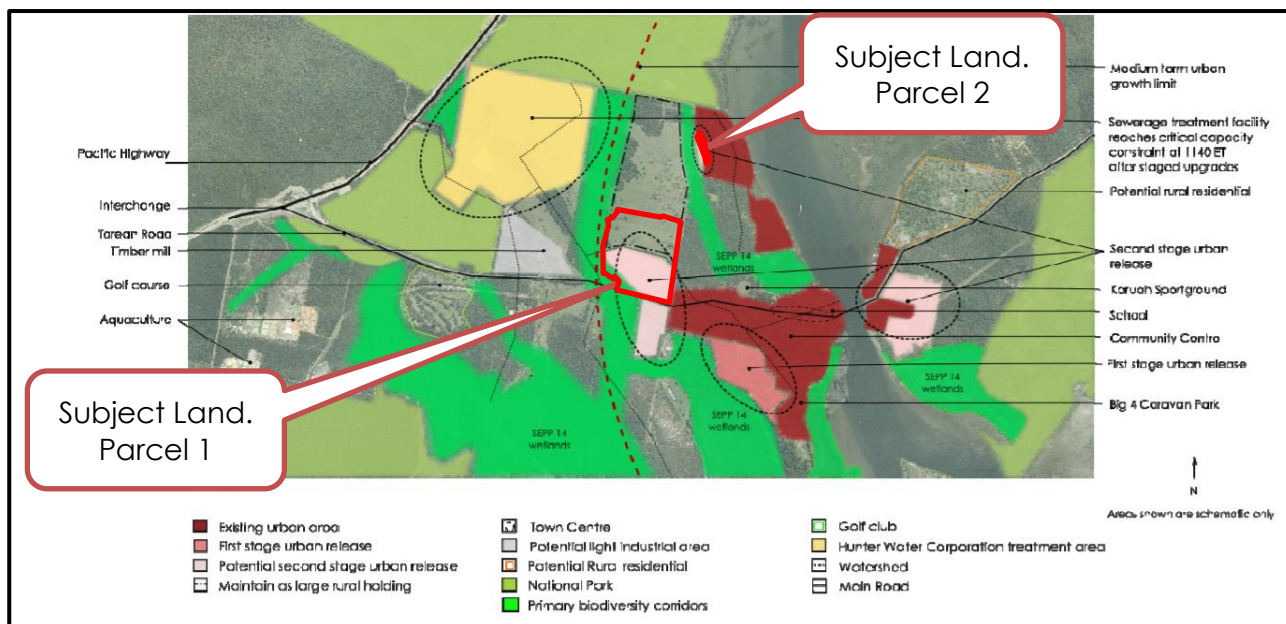 Subject Land.
Parcel 2
Subject Land.
Parcel 1
Pacific Highway
Interchange
Tarean Road
Timber mill
Golf course
Aquaculture
Medium term urban
growth limit
Sewerage treatment facility
reaches critical capacity
constraint at 1140 ET
after staged upgrades
Potential rural residential
Second stage urban
release
Karuah Sportground
School
Community Centre
First stage urban release
Big 4 Caravan Park
SEPP 14
wetlands
SEPP 14
wetlands
SEPP 14
wetlands
SEPP 14
wetlands
N
Areas shown are schematic only
Existing urban area
First stage urban release
Potential second stage urban release
Maintain as large rural holding
Town Centre
Potential light industrial area
Potential Rural residential
National Park
Primary biodiversity corridors
Golf club
Hunter Water Corporation treatment area
Watershed
Main Road